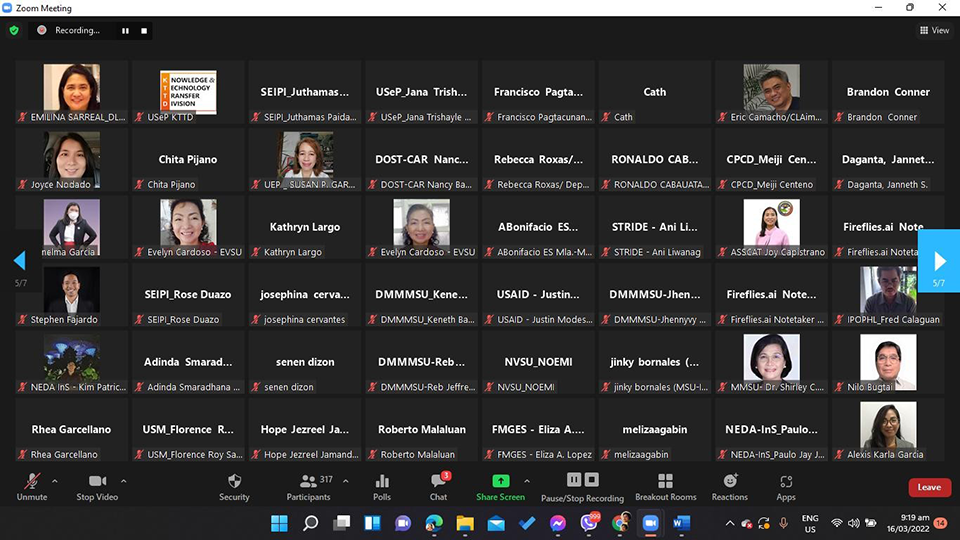 Zoom Meeting
Recording...
View
NOWLEDGE &
ECHNOLOGY
RANSFER
IVISION
KTTD
SEIPI_Juthamas...
USeP_Jana Trish...
Francisco Pagta...
Cath
Brandon Conner
EMILINA SARREAL_DL...
USeP KTTD
SEIPI_Juthamas Paida...
USeP_Jana Trishayle ...
Francisco Pagtacunan...
Cath
Eric Camacho/CLAim...
Brandon Conner
Chita Pijano
DOST-CAR Nanc...
Rebecca Roxas/...
RONALDO CAB...
CPCD_Meiji Cen...
Daganta, Jannet...
Joyce Nodado
Chita Pijano
UEP_ SUSAN P. GAR...
DOST-CAR Nancy Ba...
Rebecca Roxas/ Dep...
RONALDO CABAUATA...
CPCD_Meiji Centeno
Daganta, Janneth S.
Kathryn Largo
ABonifacio ES...
STRIDE - Ani Li...
Fireflies.ai Note...
nelma Garcia
Evelyn Cardoso - EVSU
Kathryn Largo
Evelyn Cardoso - EVSU
ABonifacio ES Mla.-M...
STRIDE - Ani Liwanag
ASSCAT Joy Capistrano
Fireflies.ai Noteta
5/7
5/7
SEIPI_Rose Duazo
josephina cerva...
DMMMSU_Kene...
USAID - Justin...
DMMMSU-Jhen...
Fireflies.ai Note...
Stephen Fajardo
SEIPI_Rose Duazo
josephina cervantes
DMMMSU_Keneth Ba...
USAID - Justin Modes...
DMMMSU-Jhennyvy ...
Fireflies.ai Notetaker ...
IPOPHL_Fred Calaguan
Adinda Smarad...
senen dizon
DMMMSU-Reb...
NVSU_NOEMI
jinky bornales (...
NEDA InS - Kim Patric...
Adinda Smaradhana ...
senen dizon
DMMMSU-Reb Jeffre...
NVSU_NOEMI
jinky bornales (MSU-I...
MMSU- Dr. Shirley C...
Nilo Bugtai
Rhea Garcellano
USM_Florence R...
Hope Jezreel Ja...
Roberto Malaluan
FMGES - Eliza A....
melizaagabin
NEDA-InS_Paulo...
Rhea Garcellano
USM_Florence Roy Sa...
Hope Jezreel Jamand...
Roberto Malaluan
FMGES - Eliza A. Lopez
melizaagabin
NEDA-InS_Paulo Jay J...
Alexis Karla Garcia
317
3
Unmute
Stop Video
Security
Participants
Polls
Chat
Share Screen
Pause/Stop Recording
Breakout Rooms
Reactions
Apps
Leave
ENG
US
9:19 am
16/03/2022
14